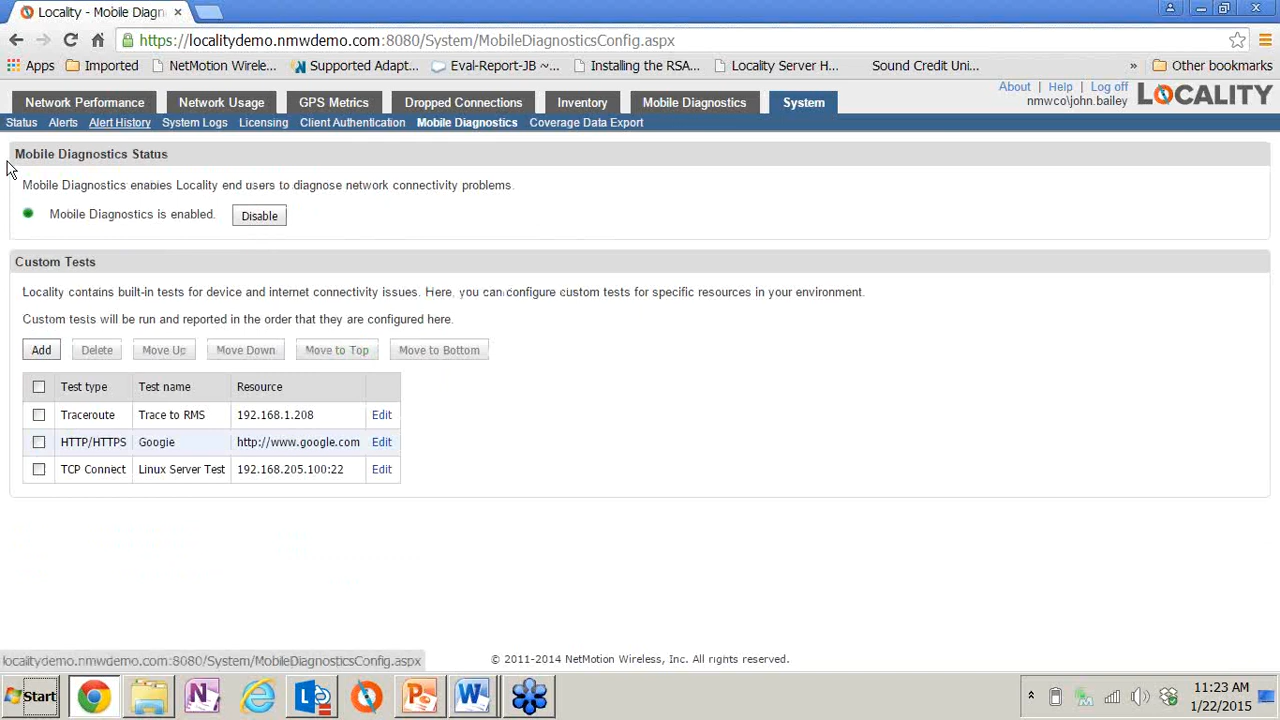 Locality - Mobile Diagn
https://localitydemo.nmwdemo.com:8080/System/MobileDiagnosticsConfig.aspx
Apps Imported NetMotion Wirele... Supported Adapt... Eval-Report-JB ~... Installing the RSA... Locality Server H... Sound Credit Uni... » Other bookmarks
About Help Log off
nmwco\john.bailey
LOCALITY
Network Performance Network Usage GPS Metrics Dropped Connections Inventory Mobile Diagnostics System
Status Alerts Alert History System Logs Licensing Client Authentication Mobile Diagnostics Coverage Data Export
Mobile Diagnostics Status
Mobile Diagnostics enables Locality end users to diagnose network connectivity problems.
Mobile Diagnostics is enabled. Disable
Custom Tests
Locality contains built-in tests for device and internet connectivity issues. Here, you can configure custom tests for specific resources in your environment.
Custom tests will be run and reported in the order that they are configured here.
Add Delete Move Up Move Down Move to Top Move to Bottom
Test type Test name Resource
Traceroute Trace to RMS 192.168.1.208 Edit
HTTP/HTTPS Google http://www.google.com Edit
TCP Connect Linux Server Test 192.168.205.100:22 Edit
localitydemo.nmwdemo.com:8080/System/MobileDiagnosticsConfig.aspx
© 2011-2014 NetMotion Wireless, Inc. All rights reserved.
Start
11:23 AM
1/22/2015